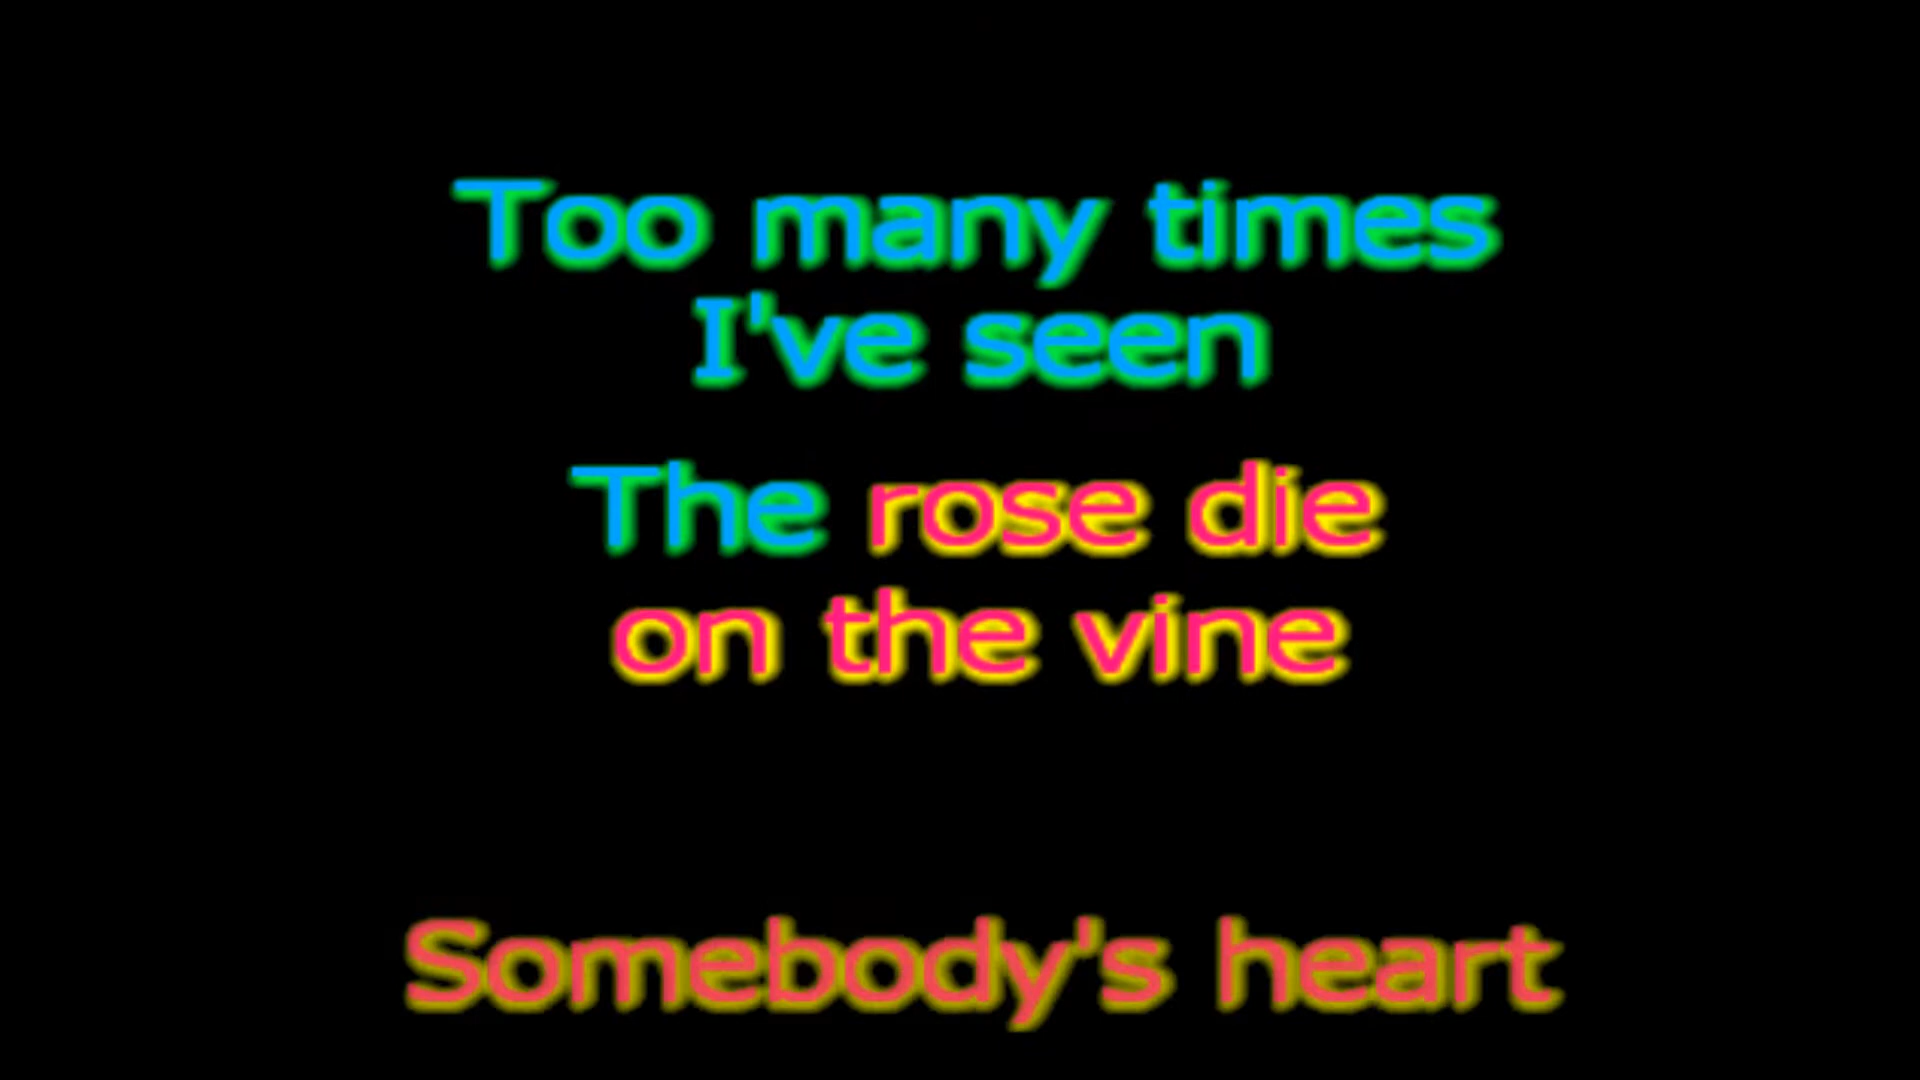 Too many times
I've seen
The rose die
on the vine
Somebody's heart